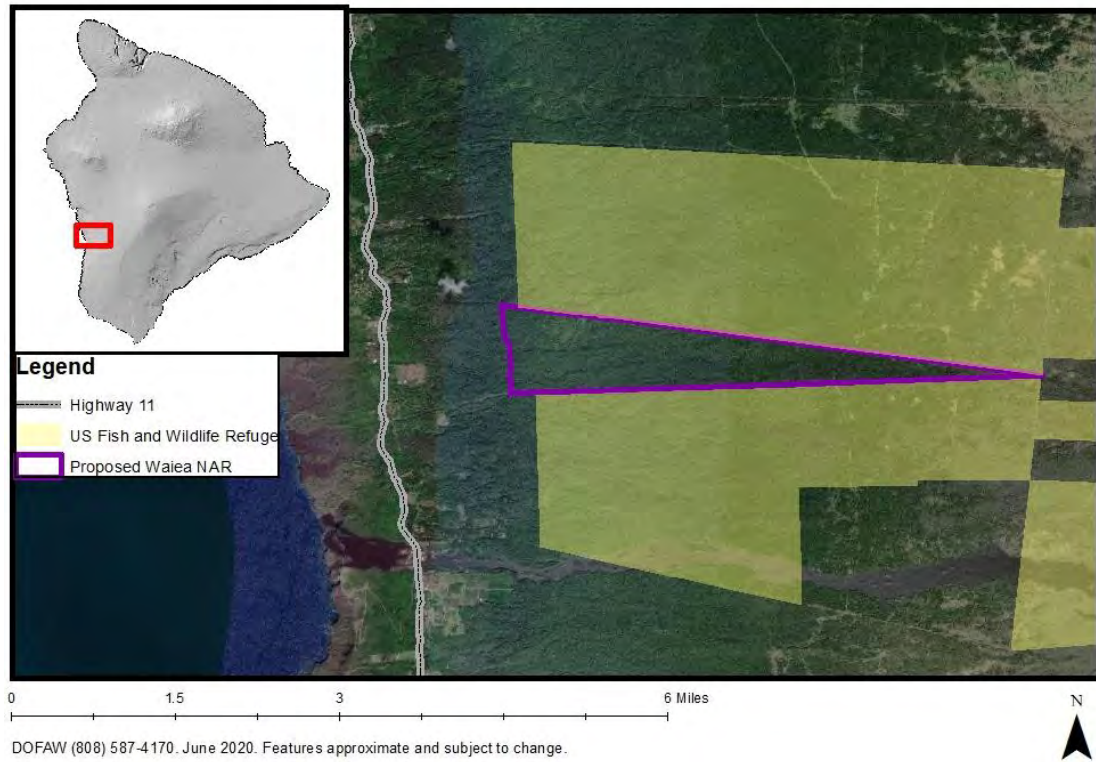 Legend
Highway 11
US Fish and Wildlife Refuge
Proposed Waiea NAR
0 1.5 3 6 Miles
N
DOFAW (808) 587-4170. June 2020. Features approximate and subject to change.